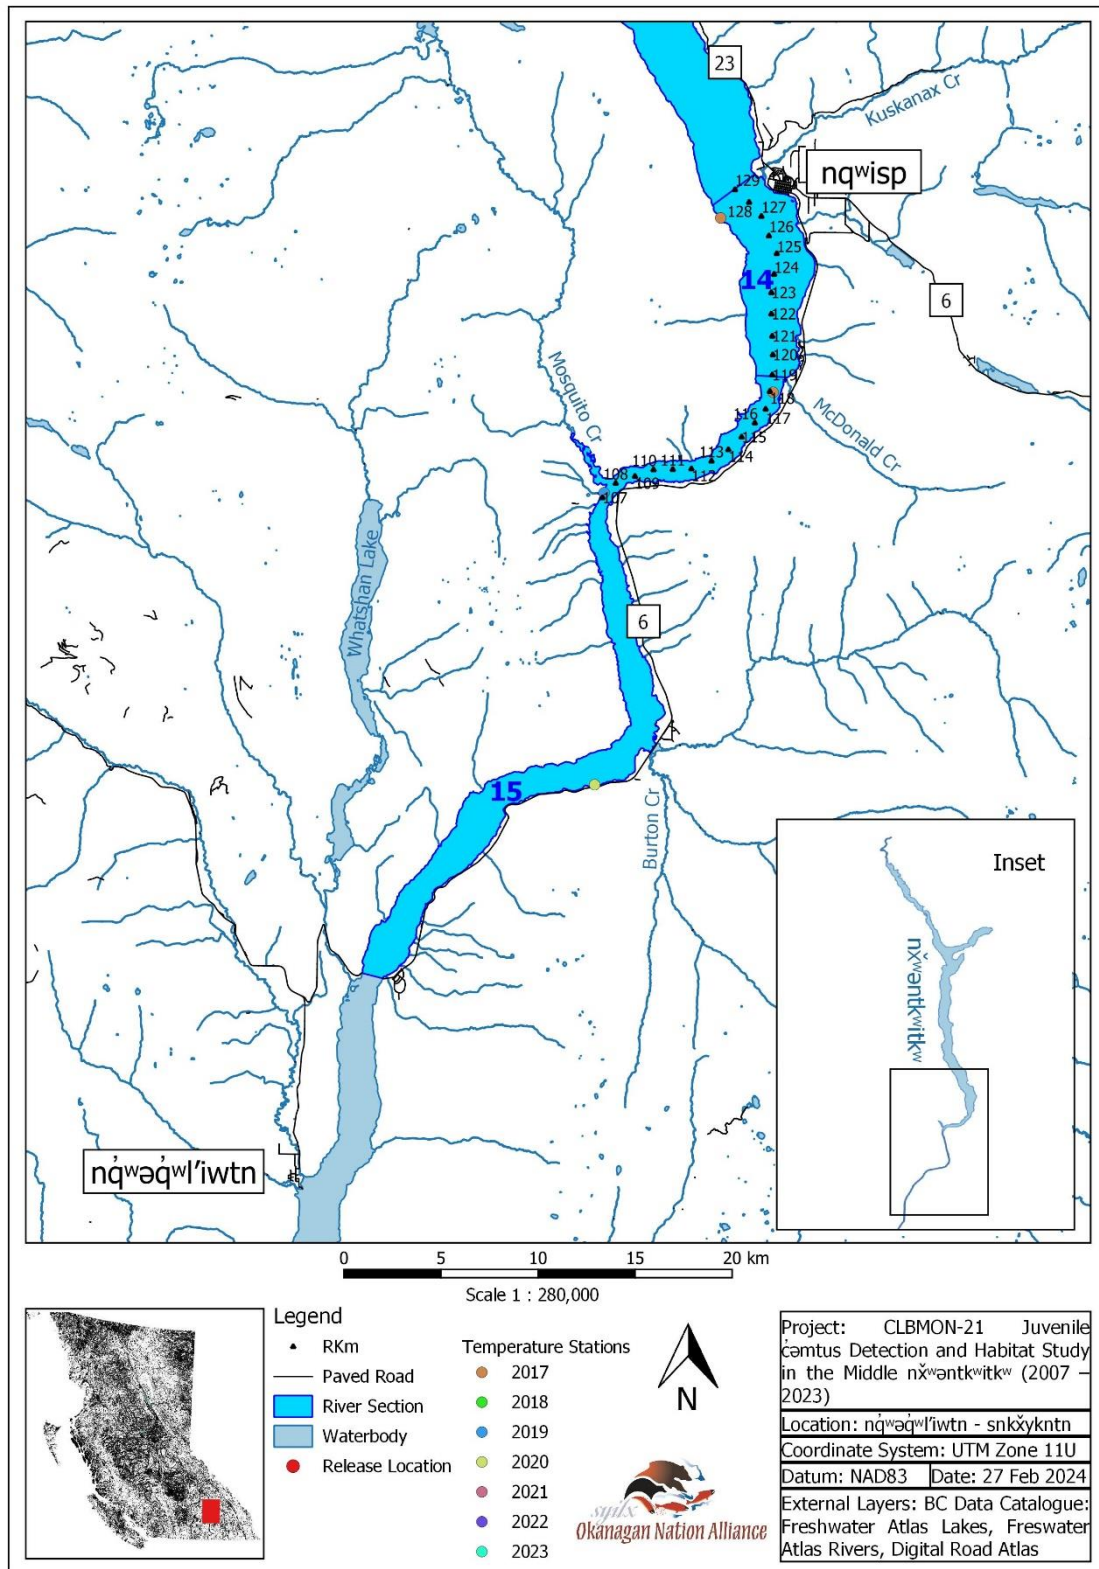 23
Kuskanax Cr
nqʷisp
129
128
127
126
125
124
14
123
6
122
121
120
119
118
Mosquito Cr
116
117
McDonald Cr
115
113
114
110
111
112
108
109
107
Whatshan Lake
6
15
Burton Cr
Inset
nx̌ʷəntkʷitkʷ
nq̓ʷəq̓ʷl’iwtn
0 5 10 15 20 km
Scale 1 : 280,000
Legend
RKm
Paved Road
River Section
Waterbody
Release Location
Temperature Stations
2017
2018
2019
2020
2021
2022
2023
N
syilx
Okanagan Nation Alliance
Project: CLBMON-21 Juvenile
c̓əmtus Detection and Habitat Study
in the Middle nx̌ʷəntkʷitkʷ (2007 –
2023)
Location: nq̓ʷəq̓ʷl’iwtn - snkx̌ykntn
Coordinate System: UTM Zone 11U
Datum: NAD83 Date: 27 Feb 2024
External Layers: BC Data Catalogue:
Freshwater Atlas Lakes, Freswater
Atlas Rivers, Digital Road Atlas